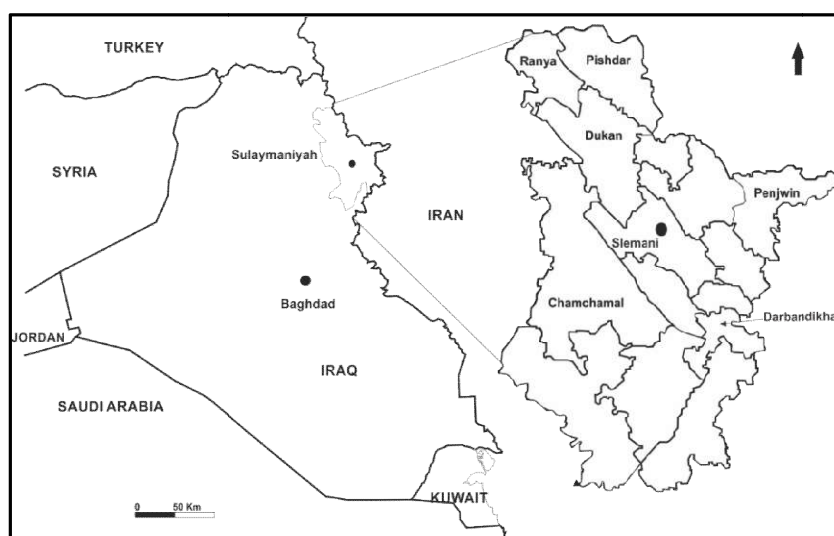 TURKEY
SYRIA
Sulaymaniyah
IRAN
Baghdad
JORDAN
IRAQ
SAUDI ARABIA
KUWAIT
0 50 Km
Ranya
Pishdar
Dukan
Penjwin
Slemani
Chamchamal
Darbandikha